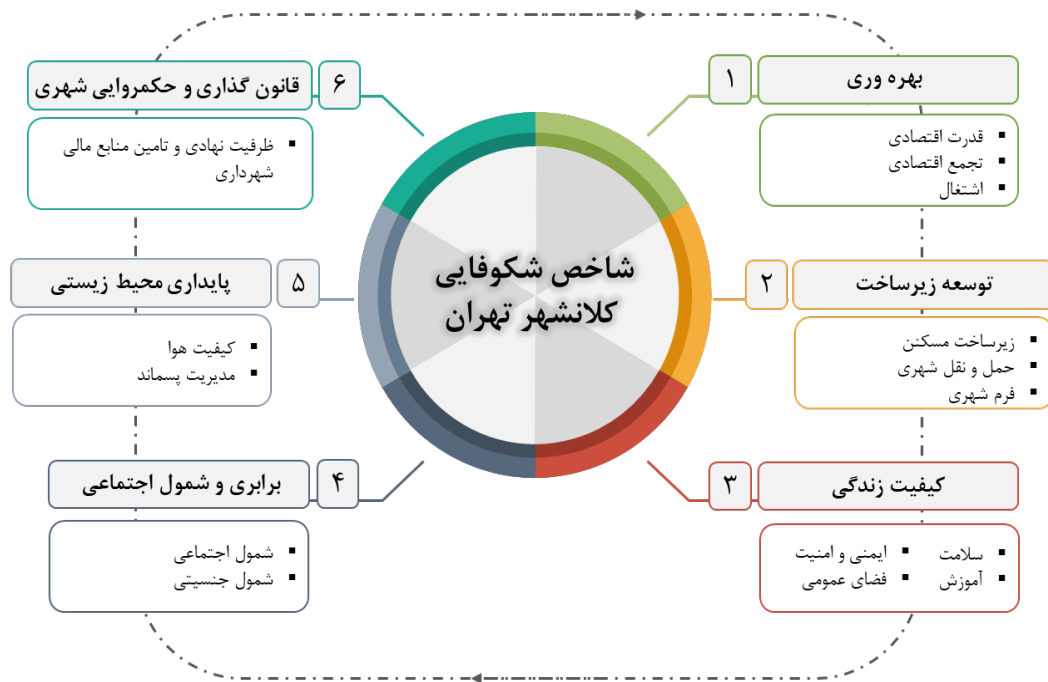 شاخص شکوفایی
کلانشهر تهران
۱
بهره وری
▪ قدرت اقتصادی
▪ تجمع اقتصادی
▪ اشتغال
۲
توسعه زیرساخت
▪ زیرساخت مسکنن
▪ حمل و نقل شهری
▪ فرم شهری
۳
کیفیت زندگی
▪ سلامت
▪ آموزش
▪ ایمنی و امنیت
▪ فضای عمومی
۴
برابری و شمول اجتماعی
▪ شمول اجتماعی
▪ شمول جنسیتی
۵
پایداری محیط زیستی
▪ کیفیت هوا
▪ مدیریت پسماند
۶
قانون گذاری و حکمروایی شهری
▪ ظرفیت نهادی و تامین منابع مالی
شهرداری